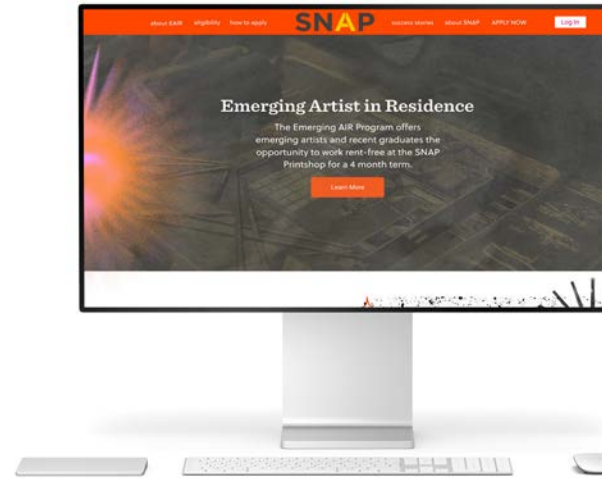 about EAIR eligibility how to apply SNAP success stories about SNAP APPLY NOW Log In
Emerging Artist in Residence
The Emerging AIR Program offers
emerging artists and recent graduates the
opportunity to work rent-free at the SNAP
Printshop for a 4 month term.
Learn More